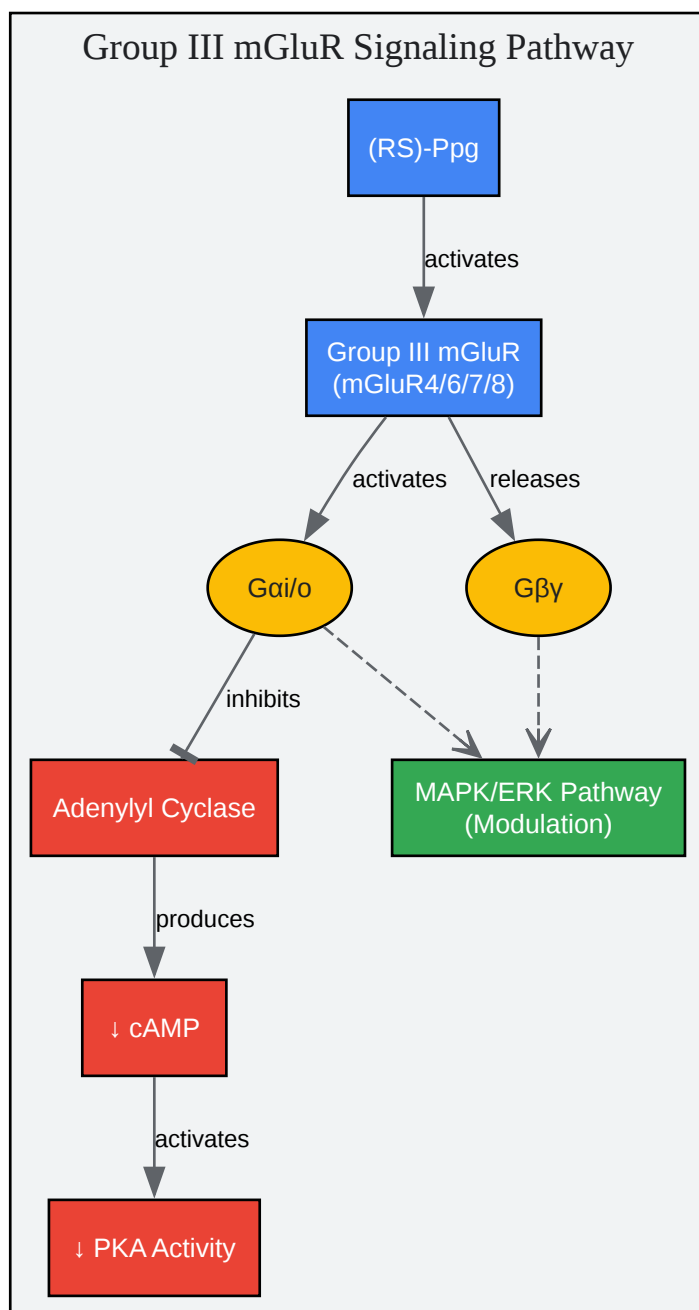 Group III mGluR Signaling Pathway
(RS)-Ppg
activates
Group III mGluR
(mGluR4/6/7/8)
activates
releases
Gαi/o
Gβγ
inhibits
Adenylyl Cyclase
MAPK/ERK Pathway
(Modulation)
produces
↓ cAMP
activates
↓ PKA Activity